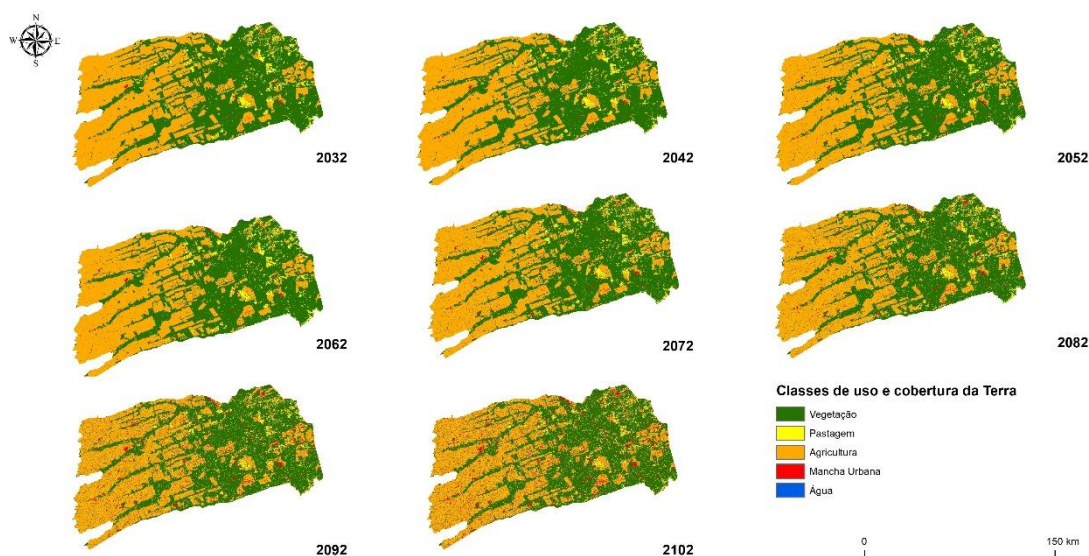 N
W E
S
2032
2042
2052
2062
2072
2082
2092
2102
Classes de uso e cobertura da Terra
Vegetação
Pastagem
Agricultura
Mancha Urbana
Água
0 150 km